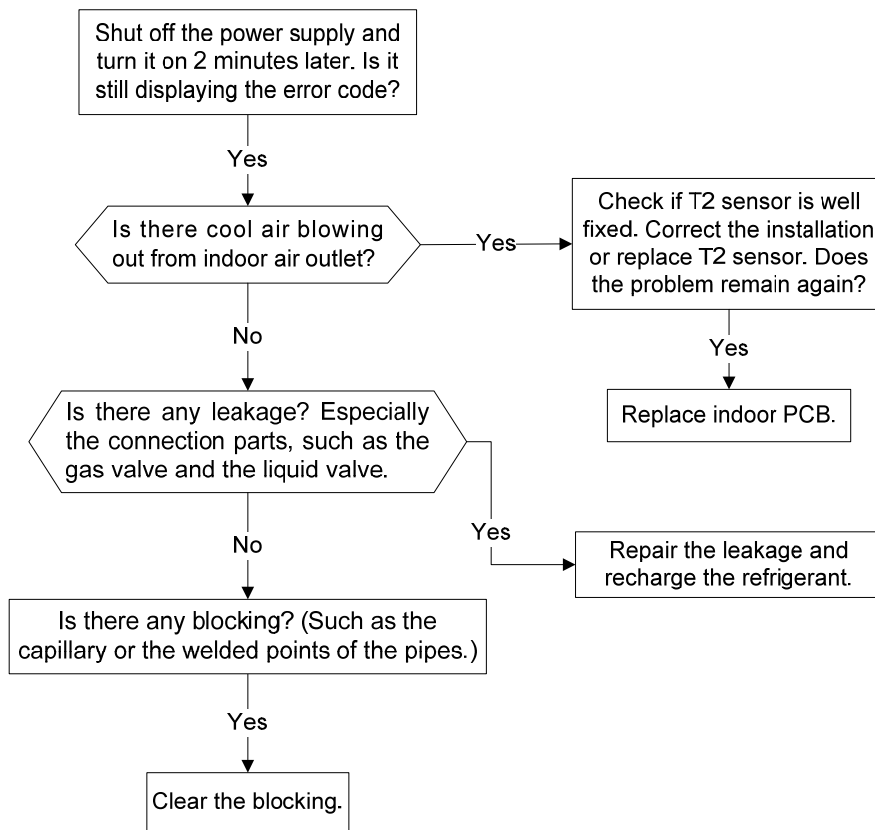 Shut off the power supply and
turn it on 2 minutes later. Is it
still displaying the error code?
Yes
Is there cool air blowing
out from indoor air outlet?
Yes
Check if T2 sensor is well
fixed. Correct the installation
or replace T2 sensor. Does
the problem remain again?
Yes
Replace indoor PCB.
No
Is there any leakage? Especially
the connection parts, such as the
gas valve and the liquid valve.
Yes
Repair the leakage and
recharge the refrigerant.
No
Is there any blocking? (Such as the
capillary or the welded points of the pipes.)
Yes
Clear the blocking.